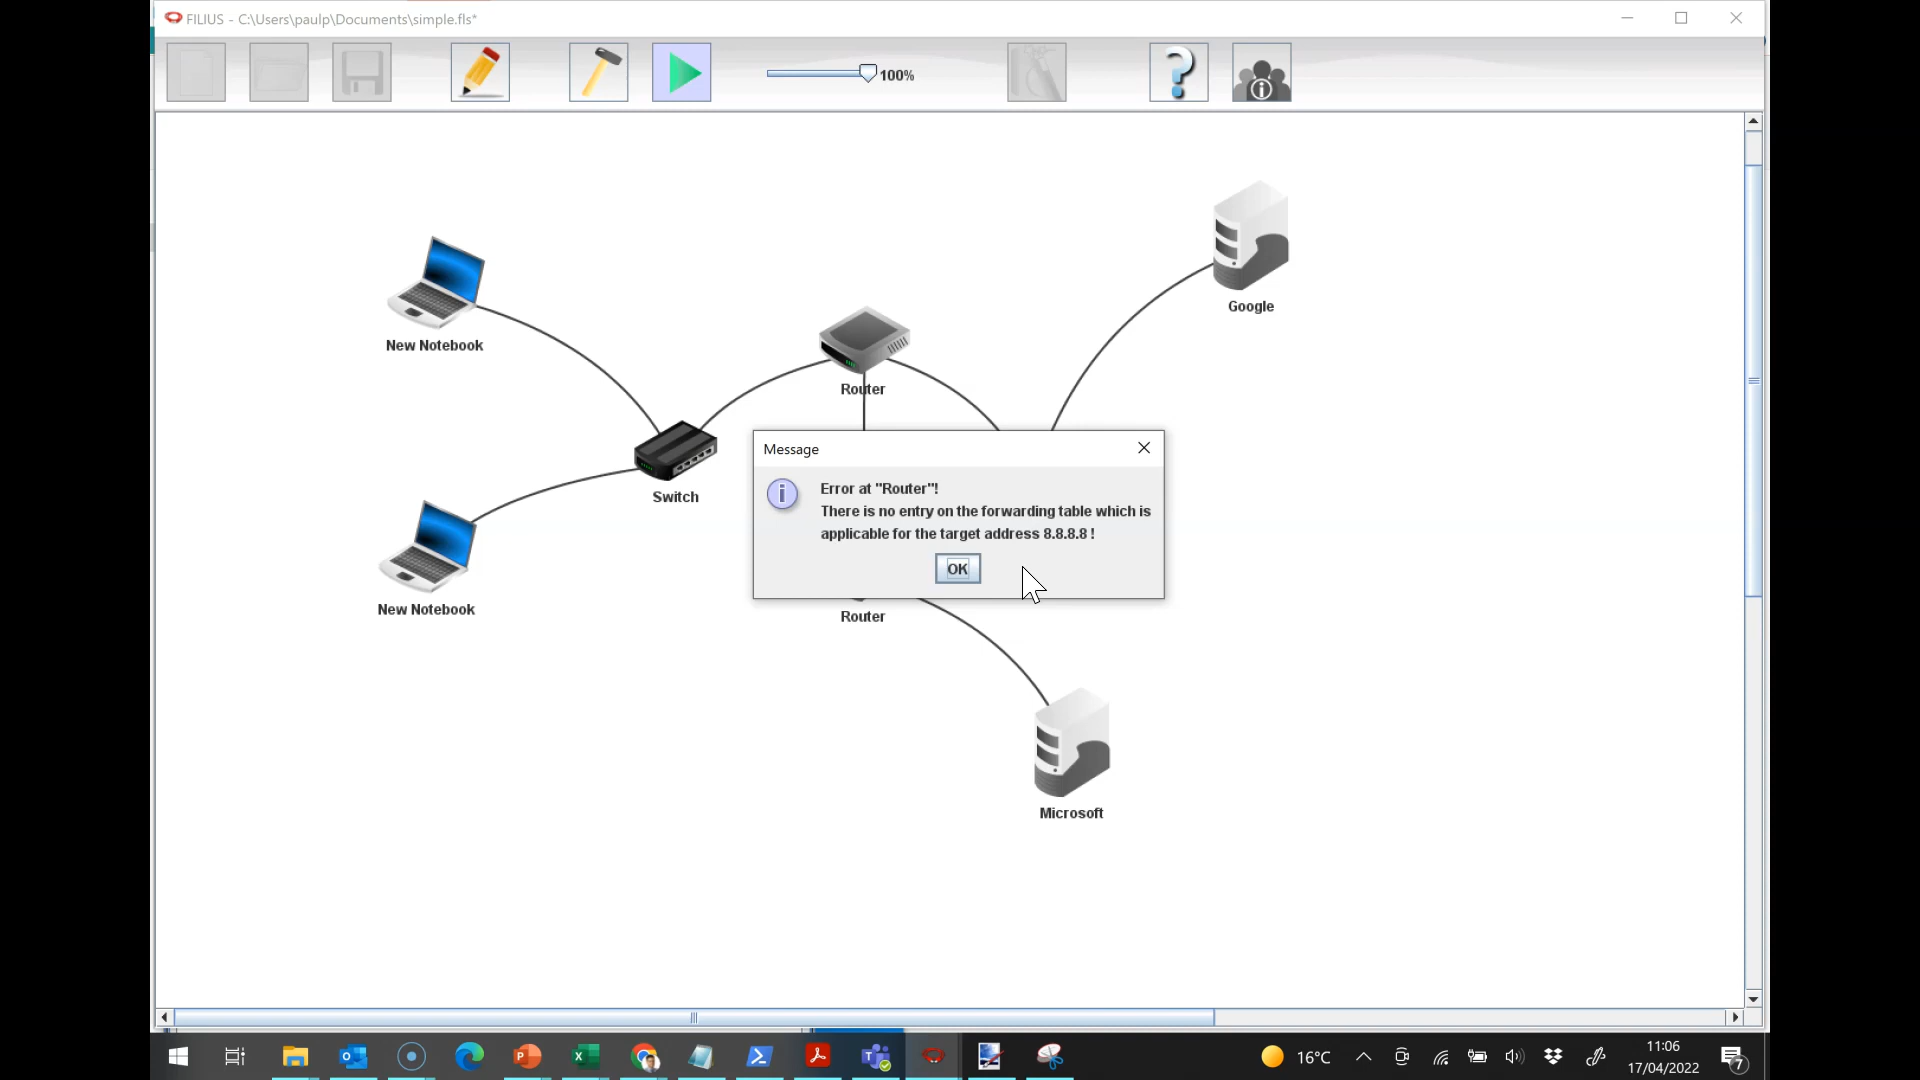 FILIUS - C:\Users\paulp\Documents\simple.fls*
100%
Google
New Notebook
Router
Message
Error at "Router"!
There is no entry on the forwarding table which is
applicable for the target address 8.8.8.8 !
OK
Switch
New Notebook
Router
Microsoft
16°C
11:06
17/04/2022
7